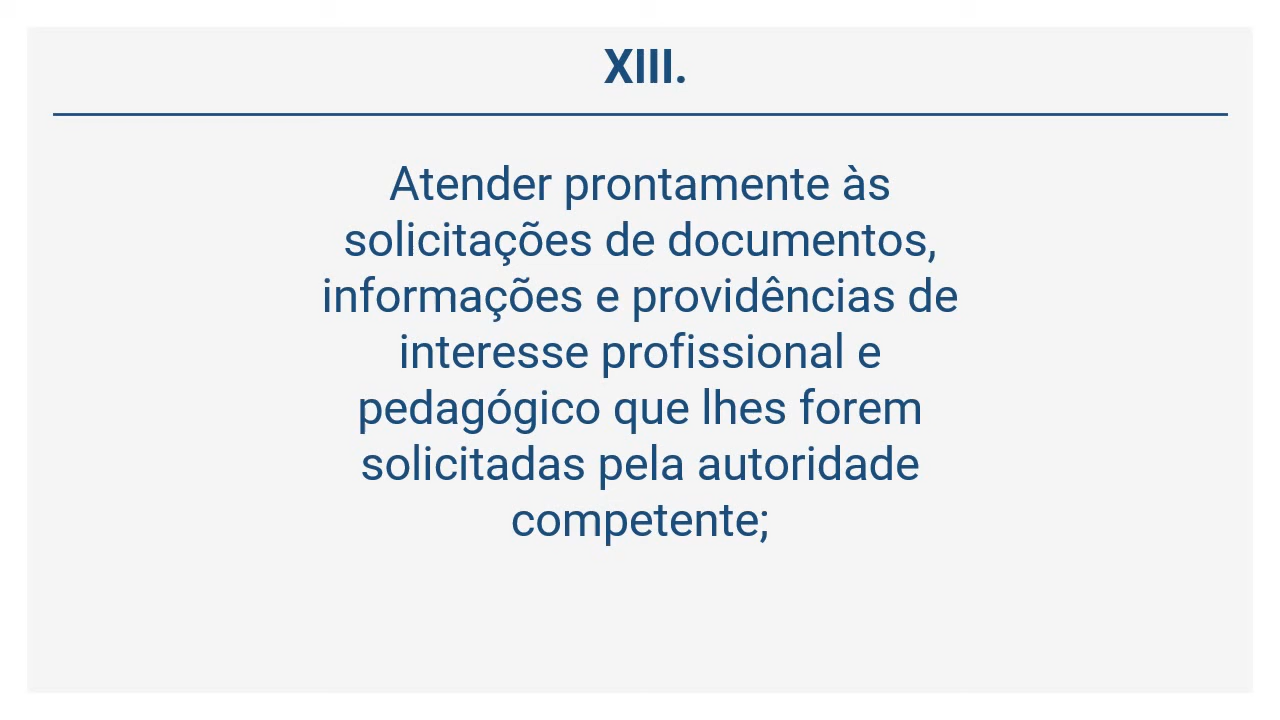 XIII.
Atender prontamente às
solicitações de documentos,
informações e providências de
interesse profissional e
pedagógico que lhes forem
solicitadas pela autoridade
competente;